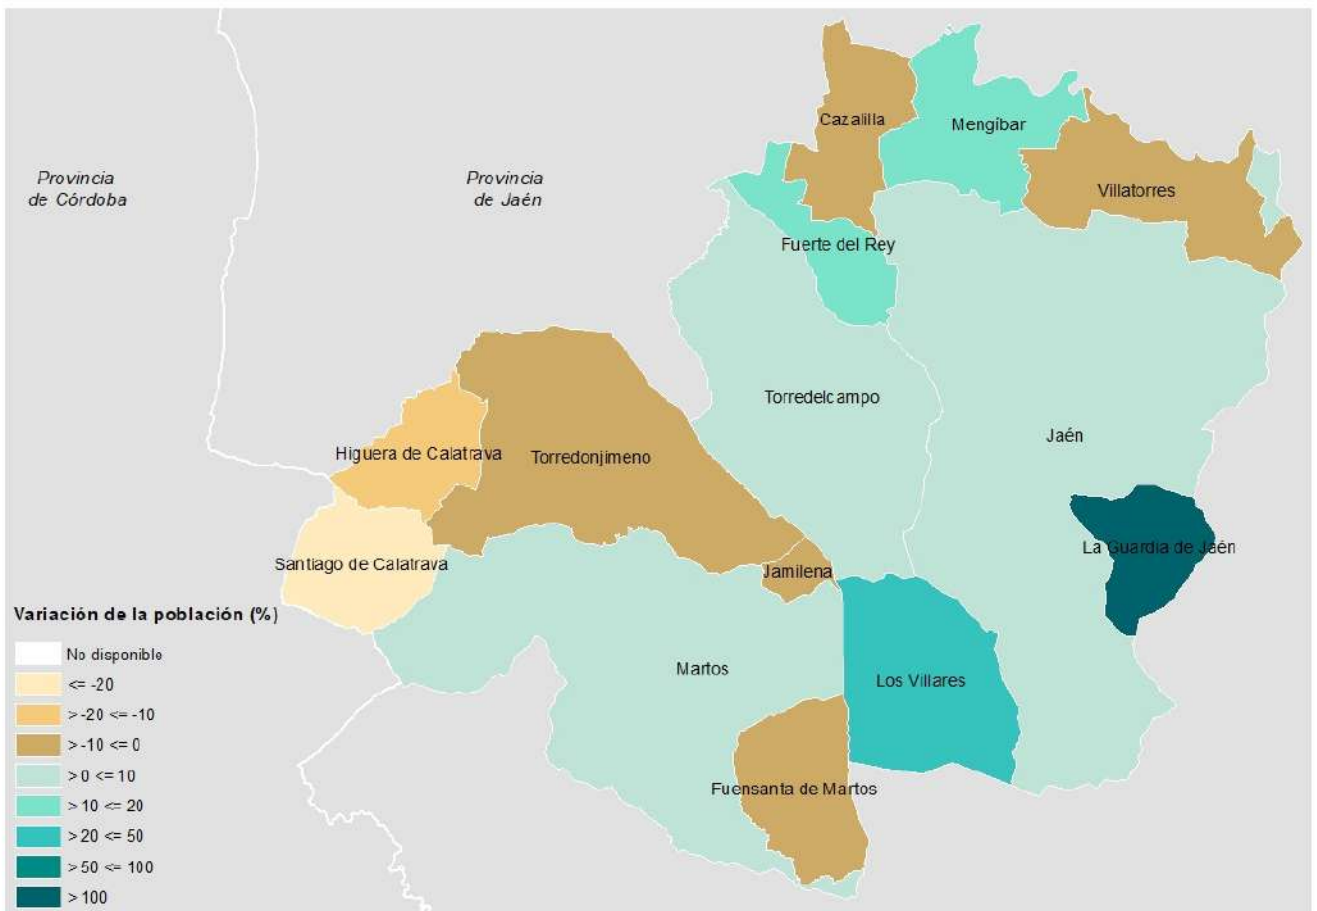 Cazalilla
Mengíbar
Provincia
de Córdoba
Provincia
de Jaén
Villatorres
Fuerte del Rey
Torredelcampo
Jaén
Higuera de Calatrava
Torredonjimeno
La Guardia de Jaén
Santiago de Calatrava
Jamilena
Martos
Los Villares
Fuensanta de Martos
Variación de la población (%)
No disponible
<= -20
> -20 <= -10
> -10 <= 0
> 0 <= 10
> 10 <= 20
> 20 <= 50
> 50 <= 100
> 100